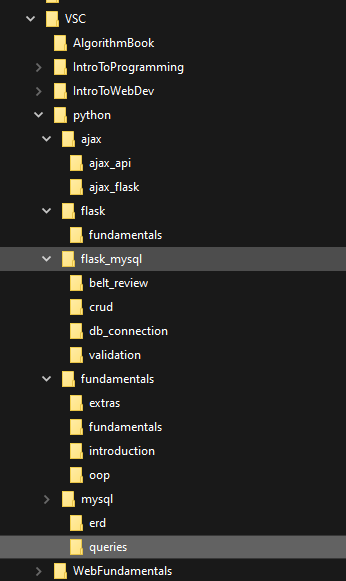 VSC
AlgorithmBook
IntroToProgramming
IntroToWebDev
python
ajax
ajax_api
ajax_flask
flask
fundamentals
flask_mysql
belt_review
crud
db_connection
validation
fundamentals
extras
fundamentals
introduction
oop
mysql
erd
queries
WebFundamentals